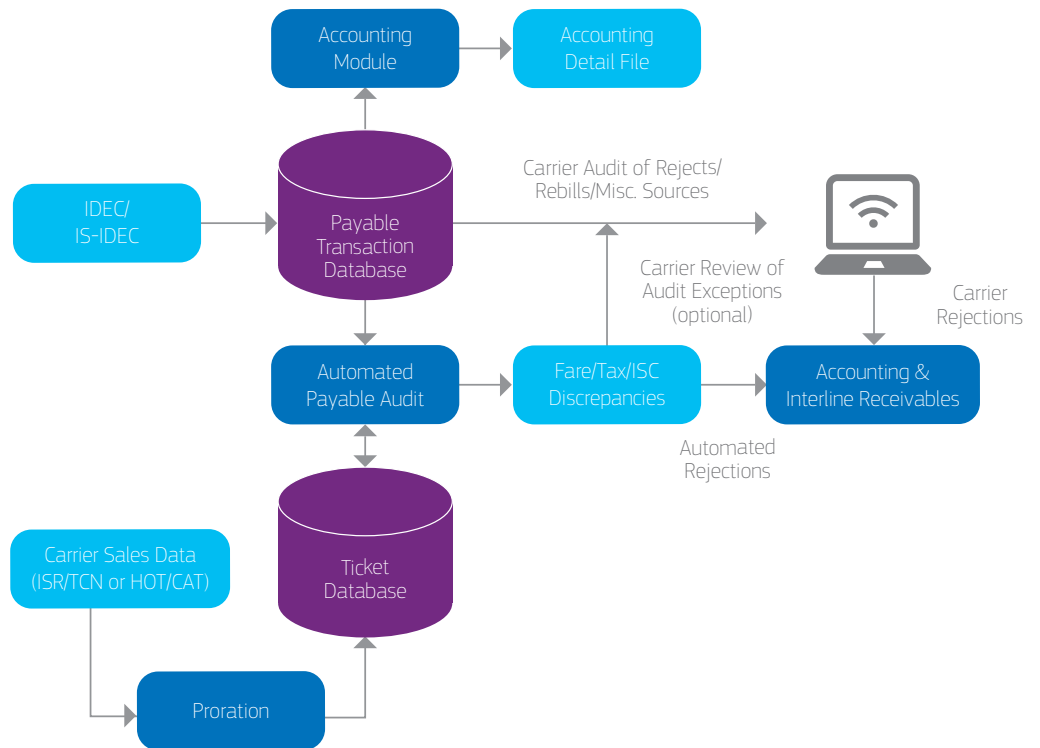 Accounting
Module
Accounting
Detail File
Carrier Audit of Rejects/
Rebills/Misc. Sources
IDEC/
IS-IDEC
Payable
Transaction
Database
Carrier Review of
Audit Exceptions
(optional)
Carrier
Rejections
Automated
Payable Audit
Fare/Tax/ISC
Discrepancies
Accounting &
Interline Receivables
Automated
Rejections
Carrier Sales Data
(ISR/TCN or HOT/CAT)
Ticket
Database
Proration